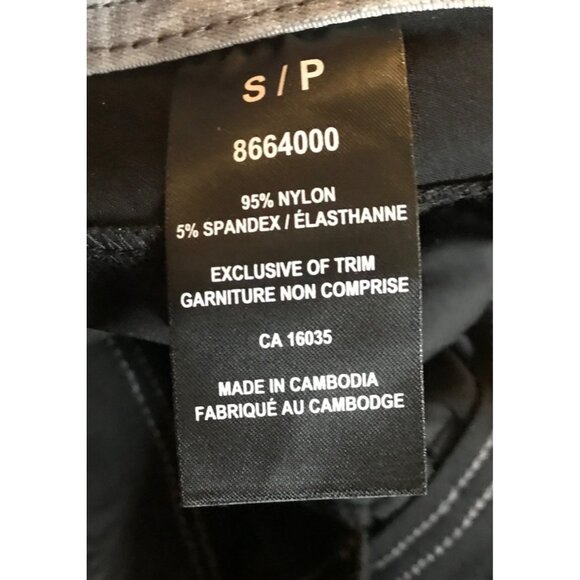 S / P
8664000
95% NYLON
5% SPANDEX / ÉLASTHANNE
EXCLUSIVE OF TRIM
GARNITURE NON COMPRISE
CA 16035
MADE IN CAMBODIA
FABRIQUÉ AU CAMBODGE